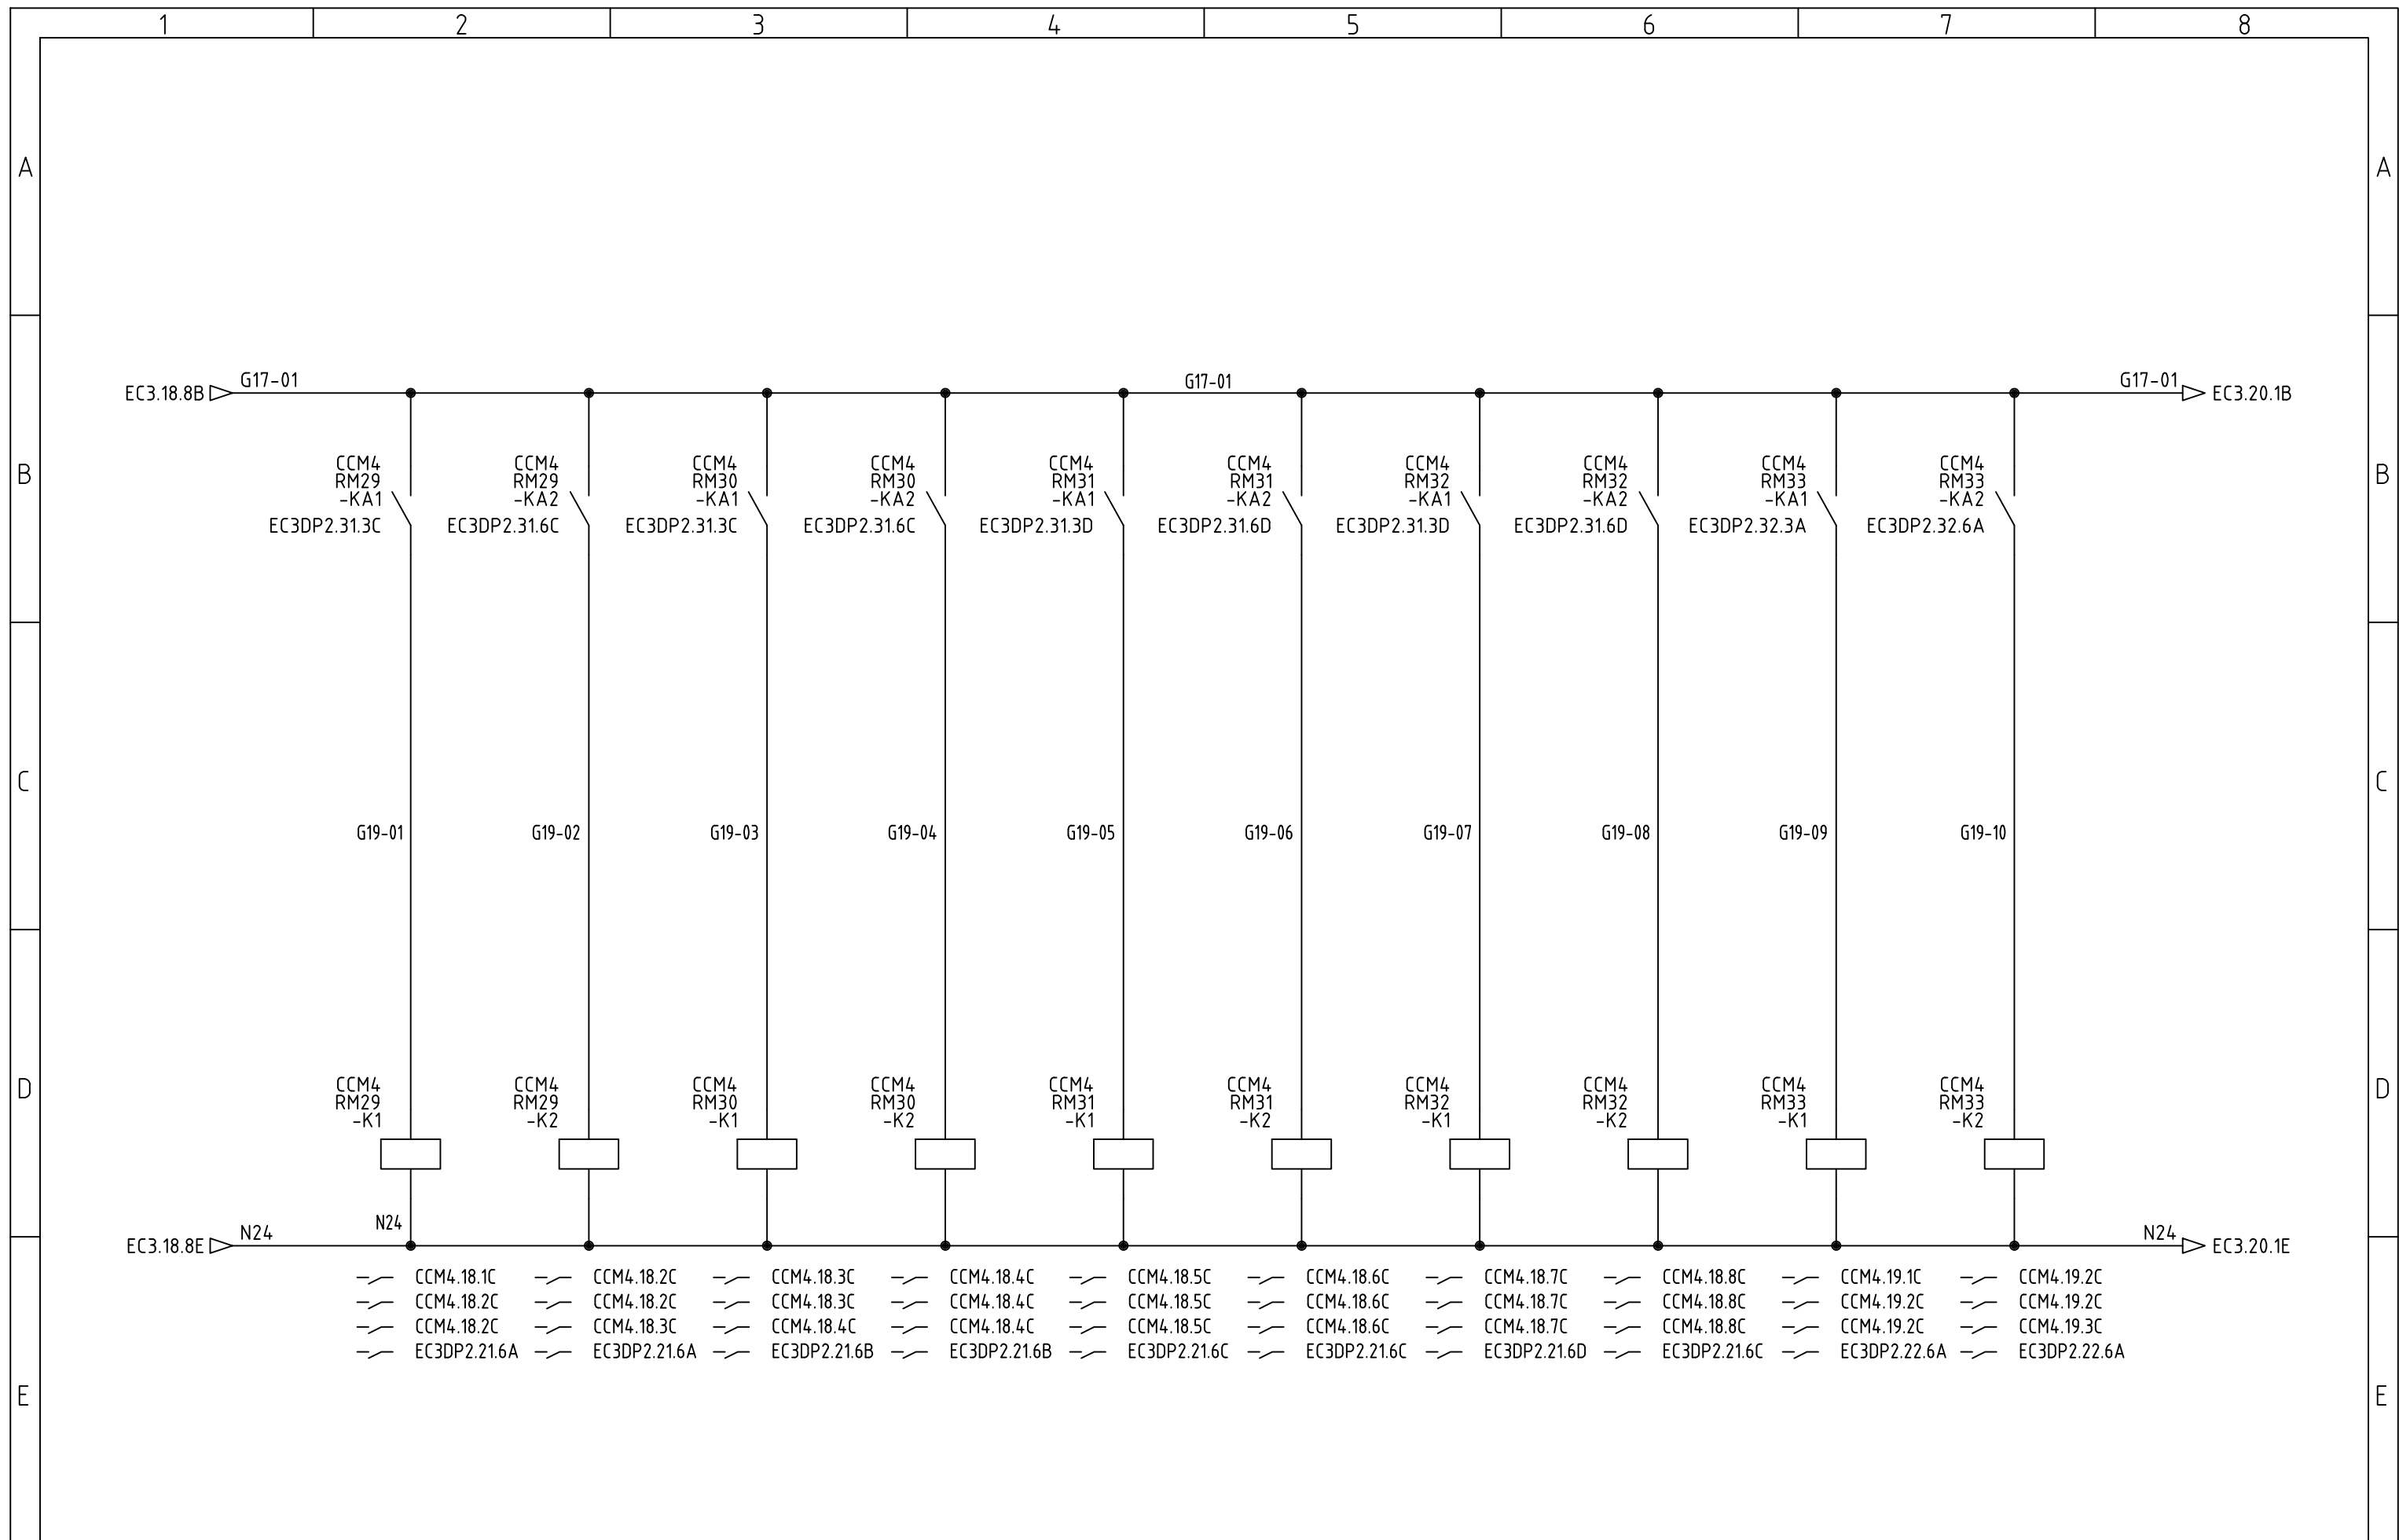 1 2 3 4 5 6 7 8
A A
G17-01 G17-01 G17-01
EC3.18.8B EC3.20.1B
CCM4 CCM4 CCM4 CCM4 CCM4 CCM4 CCM4 CCM4 CCM4 CCM4
B RM29 RM29 RM30 RM30 RM31 RM31 RM32 RM32 RM33 RM33 B
-KA1 -KA2 -KA1 -KA2 -KA1 -KA2 -KA1 -KA2 -KA1 -KA2
EC3DP2.31.3C EC3DP2.31.6C EC3DP2.31.3C EC3DP2.31.6C EC3DP2.31.3D EC3DP2.31.6D EC3DP2.31.3D EC3DP2.31.6D EC3DP2.32.3A EC3DP2.32.6A
C C
G19-01 G19-02 G19-03 G19-04 G19-05 G19-06 G19-07 G19-08 G19-09 G19-10
D CCM4 CCM4 CCM4 CCM4 CCM4 CCM4 CCM4 CCM4 CCM4 CCM4 D
RM29 RM29 RM30 RM30 RM31 RM31 RM32 RM32 RM33 RM33
-K1 -K2 -K1 -K2 -K1 -K2 -K1 -K2 -K1 -K2
N24 N24 N24
EC3.18.8E EC3.20.1E
CCM4.18.1C CCM4.18.2C CCM4.18.3C CCM4.18.4C CCM4.18.5C CCM4.18.6C CCM4.18.7C CCM4.18.8C CCM4.19.1C CCM4.19.2C
CCM4.18.2C CCM4.18.2C CCM4.18.3C CCM4.18.4C CCM4.18.5C CCM4.18.6C CCM4.18.7C CCM4.18.8C CCM4.19.2C CCM4.19.2C
CCM4.18.2C CCM4.18.3C CCM4.18.4C CCM4.18.4C CCM4.18.5C CCM4.18.6C CCM4.18.7C CCM4.18.8C CCM4.19.2C CCM4.19.3C
EC3DP2.21.6A EC3DP2.21.6A EC3DP2.21.6B EC3DP2.21.6B EC3DP2.21.6C EC3DP2.21.6C EC3DP2.21.6D EC3DP2.21.6C EC3DP2.22.6A EC3DP2.22.6A
E E